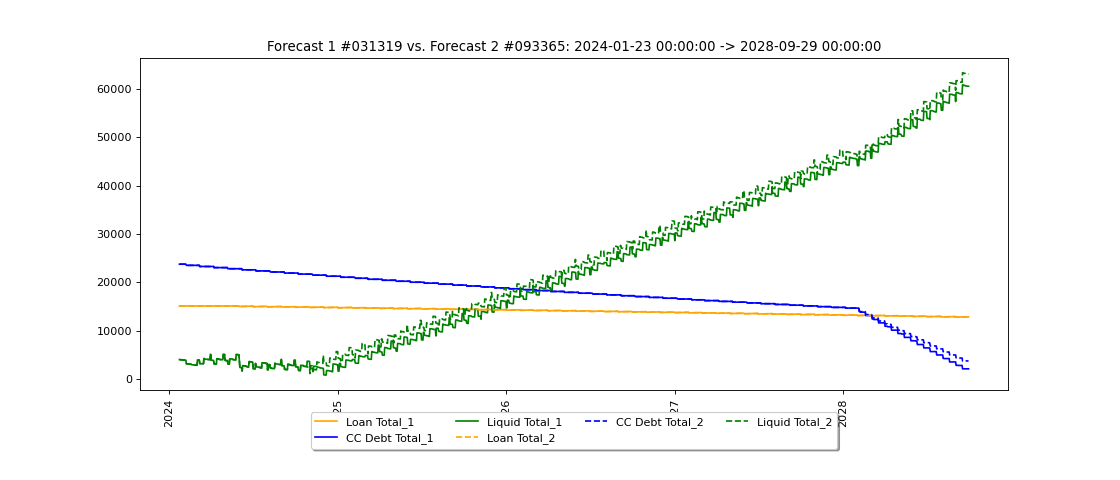 Forecast 1 #031319 vs. Forecast 2 #093365: 2024-01-23 00:00:00 -> 2028-09-29 00:00:00
60000
50000
40000
30000
20000
10000
0
2024
25
26
27
2028
Loan Total_1
Liquid Total_1
CC Debt Total_2
Liquid Total_2
CC Debt Total_1
Loan Total_2